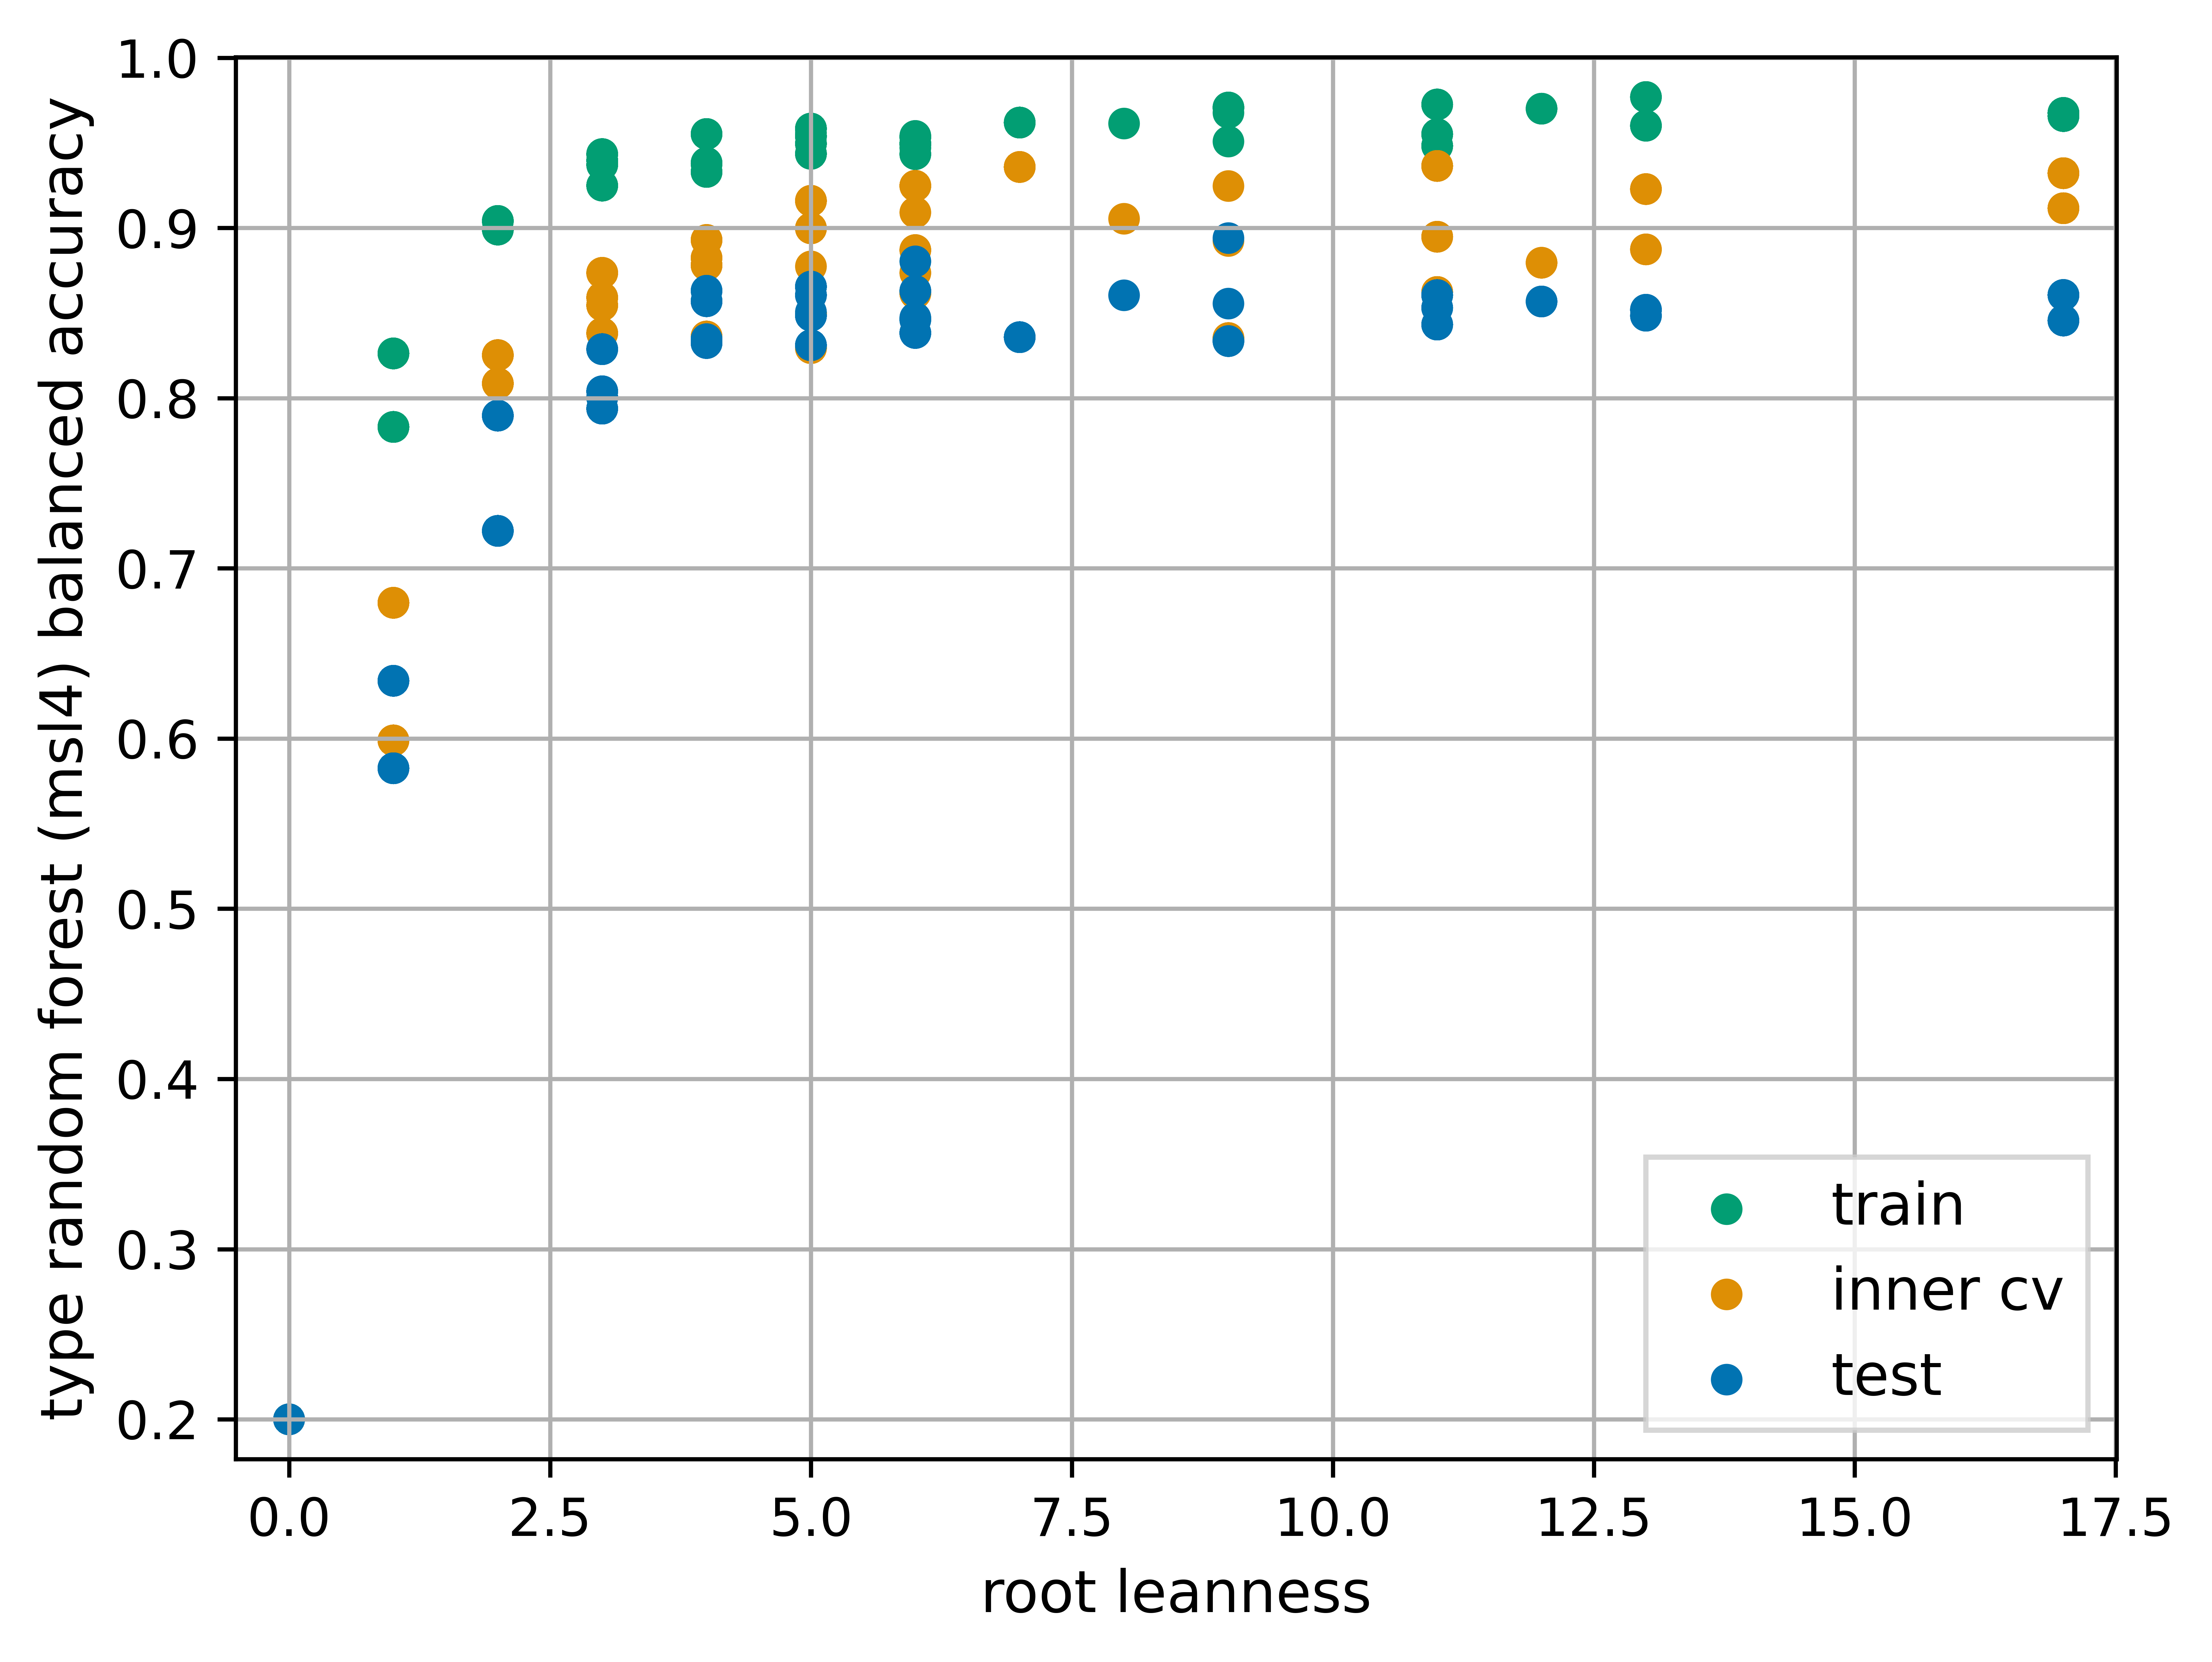 type random forest (msl4) balanced accuracy
1.0
0.9
0.8
0.7
0.6
0.5
0.4
0.3
0.2
0.0 2.5 5.0 7.5 10.0 12.5 15.0 17.5
root leanness
train
inner cv
test